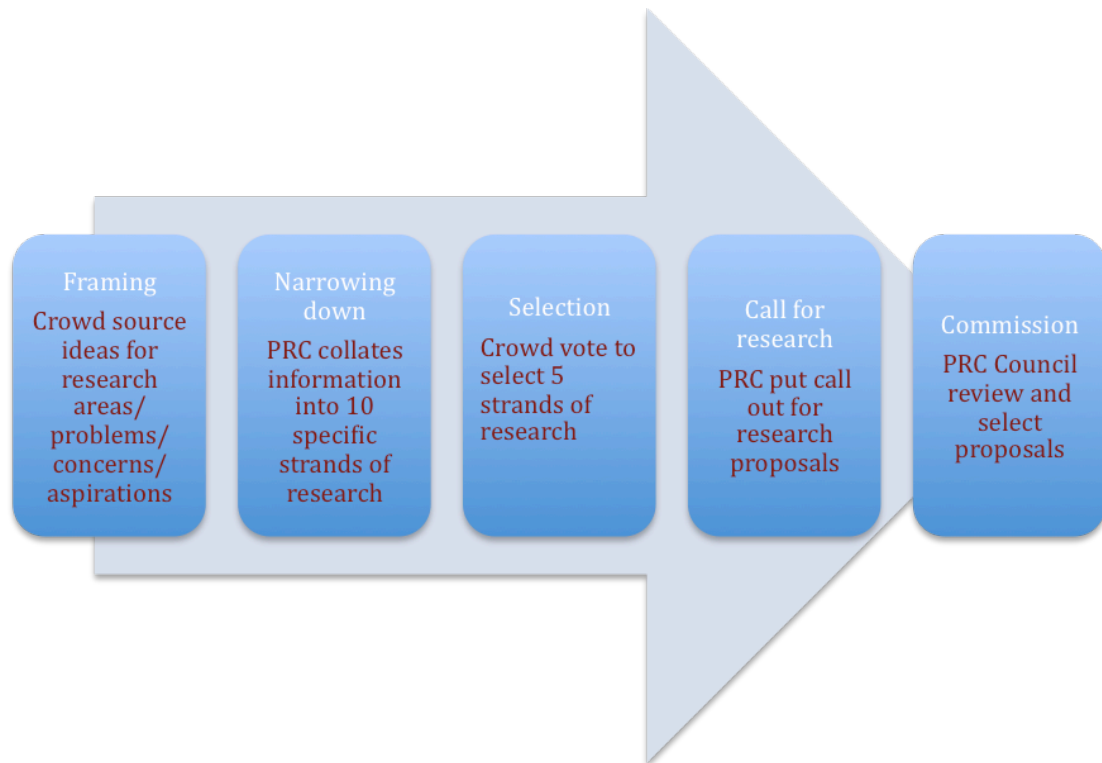 Framing
Crowd source
ideas for
research
areas/
problems/
concerns/
aspirations
Narrowing
down
PRC collates
information
into 10
specific
strands of
research
Selection
Crowd vote to
select 5
strands of
research
Call for
research
PRC put call
out for
research
proposals
Commission
PRC Council
review and
select
proposals